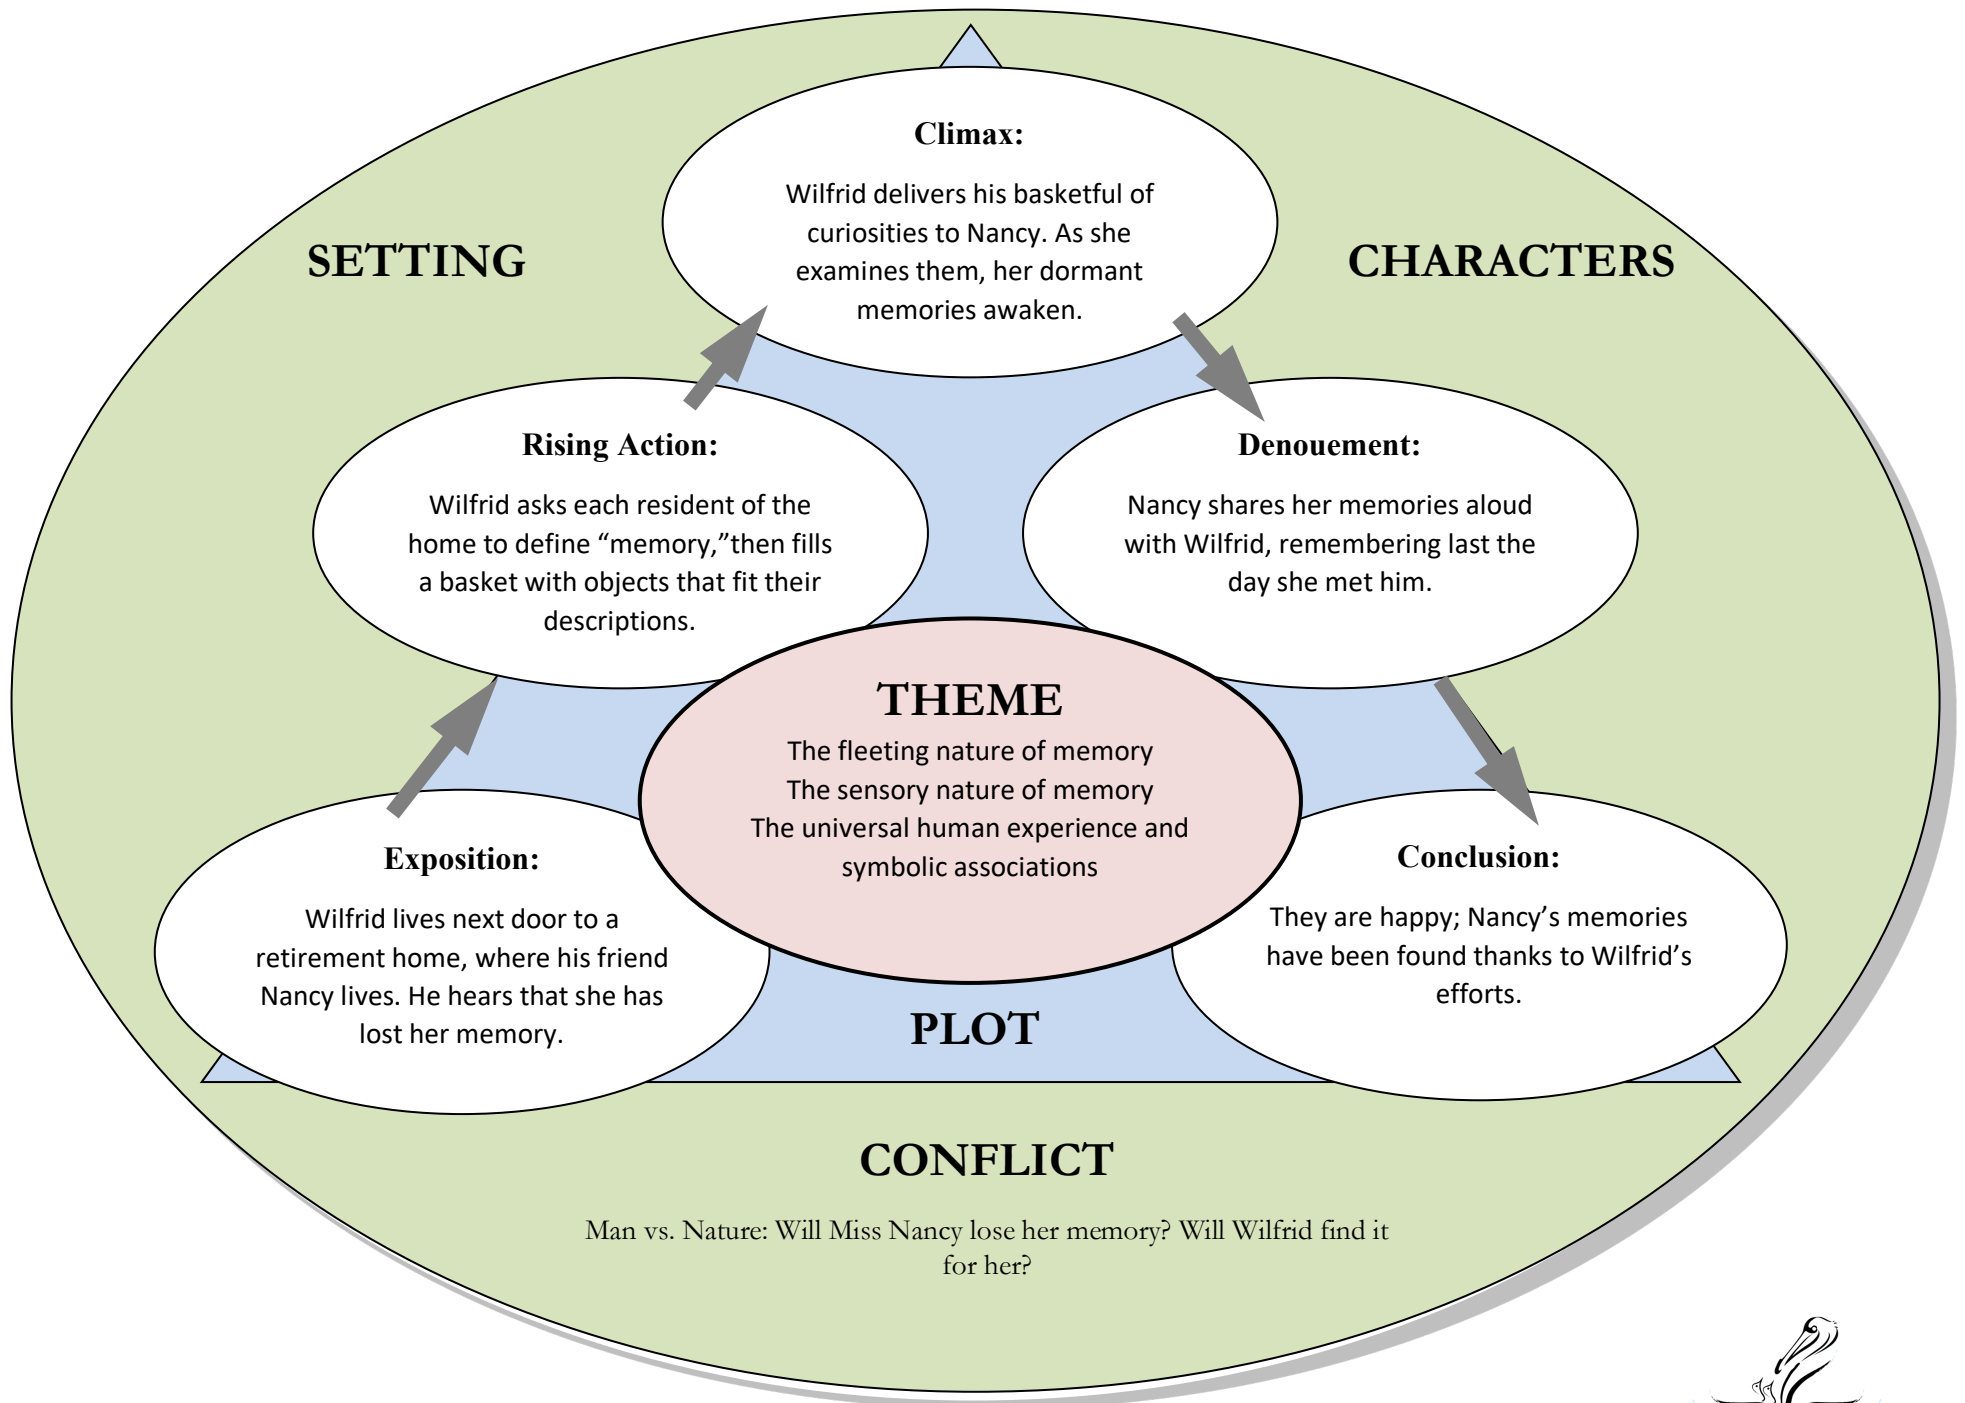 Climax:
Wilfrid delivers his basketful of
curiosities to Nancy. As she
examines them, her dormant
memories awaken.
SETTING
CHARACTERS
Rising Action:
Wilfrid asks each resident of the
home to define “memory,”then fills
a basket with objects that fit their
descriptions.
Denouement:
Nancy shares her memories aloud
with Wilfrid, remembering last the
day she met him.
THEME
The fleeting nature of memory
The sensory nature of memory
The universal human experience and
symbolic associations
Exposition:
Wilfrid lives next door to a
retirement home, where his friend
Nancy lives. He hears that she has
lost her memory.
Conclusion:
They are happy; Nancy’s memories
have been found thanks to Wilfrid’s
efforts.
PLOT
CONFLICT
Man vs. Nature: Will Miss Nancy lose her memory? Will Wilfrid find it
for her?